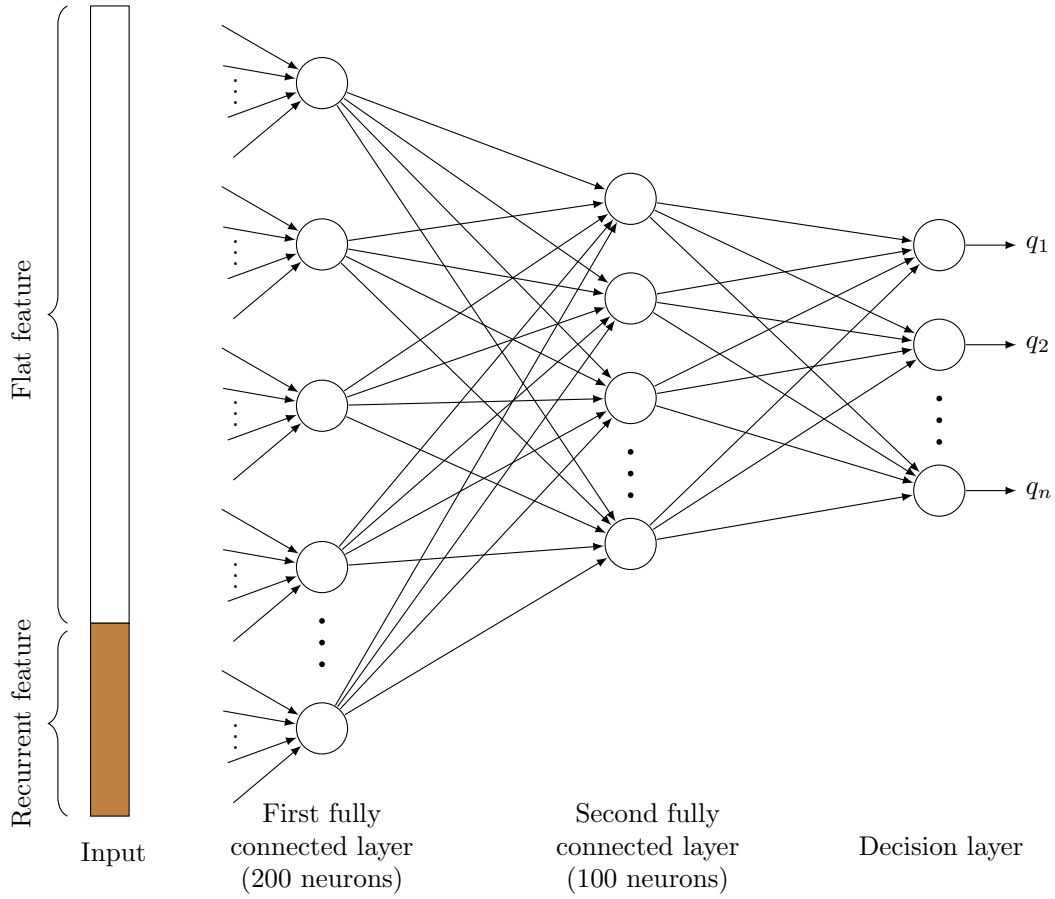 Flat feature
Recurrent feature
Input
First fully
connected layer
(200 neurons)
Second fully
connected layer
(100 neurons)
Decision layer
q₁
q₂
qₙ